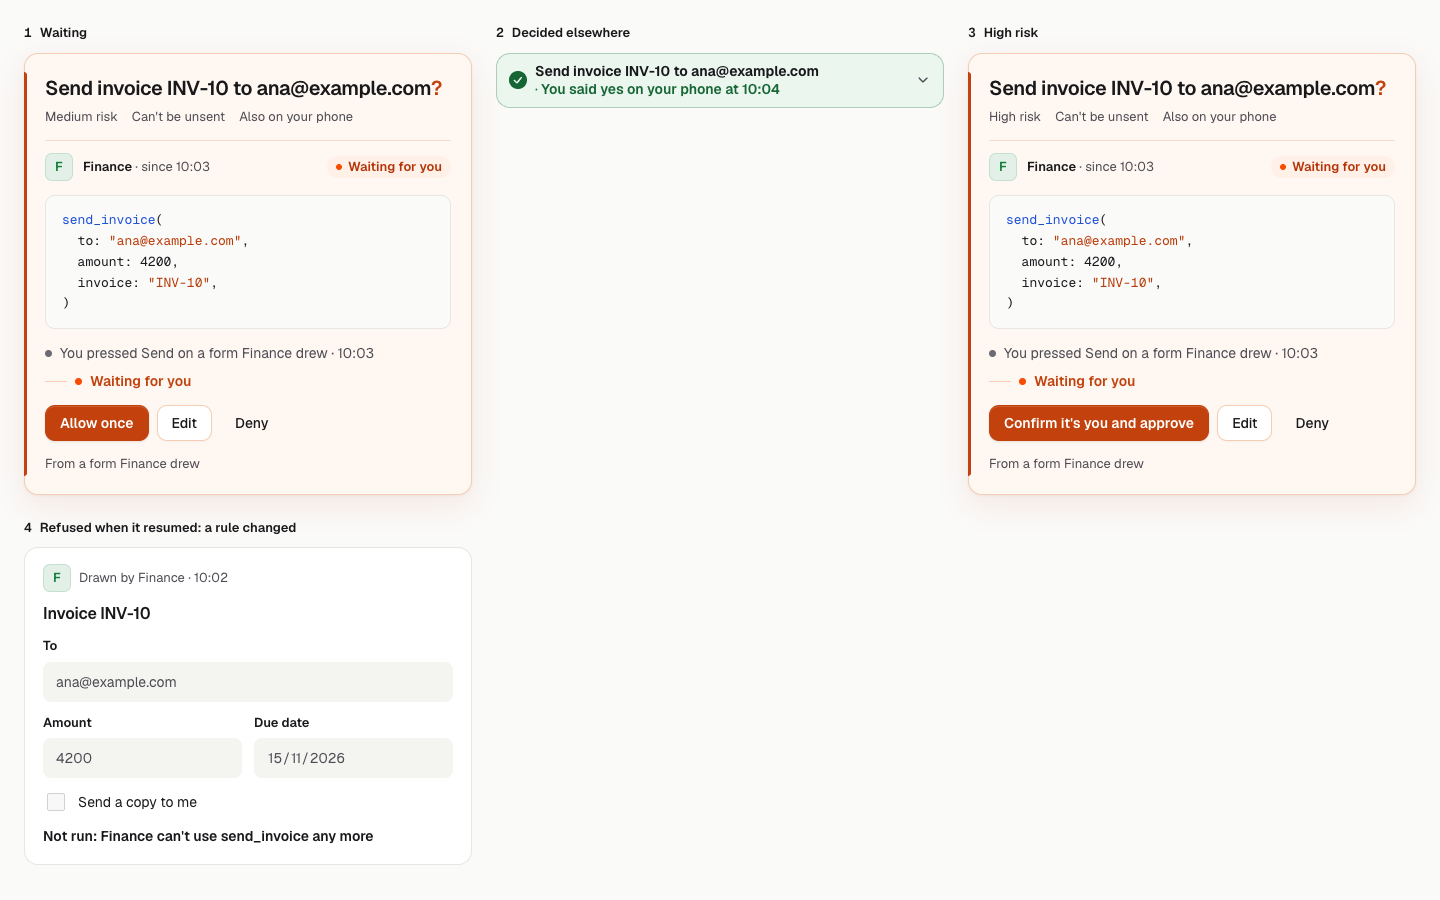 1 Waiting
Send invoice INV-10 to ana@example.com?
Medium risk Can't be unsent Also on your phone
F Finance · since 10:03 Waiting for you
send_invoice(
to: "ana@example.com",
amount: 4200,
invoice: "INV-10",
)
You pressed Send on a form Finance drew · 10:03
Waiting for you
Allow once Edit Deny
From a form Finance drew
2 Decided elsewhere
Send invoice INV-10 to ana@example.com
· You said yes on your phone at 10:04
3 High risk
Send invoice INV-10 to ana@example.com?
High risk Can't be unsent Also on your phone
F Finance · since 10:03 Waiting for you
send_invoice(
to: "ana@example.com",
amount: 4200,
invoice: "INV-10",
)
You pressed Send on a form Finance drew · 10:03
Waiting for you
Confirm it's you and approve Edit Deny
From a form Finance drew
4 Refused when it resumed: a rule changed
F Drawn by Finance · 10:02
Invoice INV-10
To
ana@example.com
Amount Due date
4200 15/11/2026
Send a copy to me
Not run: Finance can't use send_invoice any more